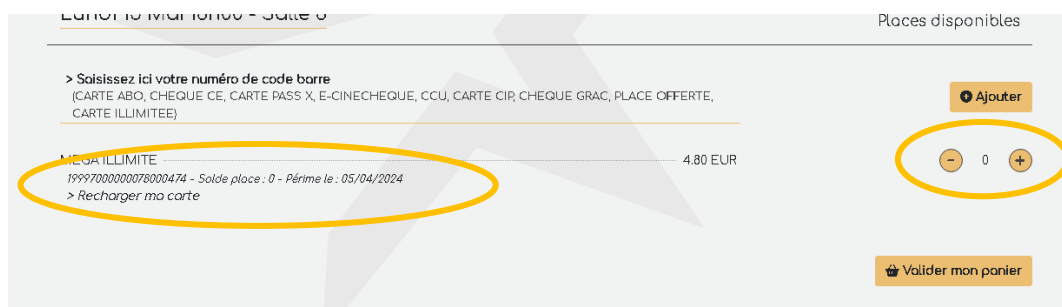 Places disponibles
> Saisissez ici votre numéro de code barre
(CARTE ABO, CHEQUE CE, CARTE PASS X, E-CINECHEQUE, CCU, CARTE CIP, CHEQUE GRAC, PLACE OFFERTE,
CARTE ILLIMITEE)
Ajouter
MEGA ILLIMITE 4.80 EUR
- 0 +
19997000000078000474 - Solde place : 0 - Périme le : 05/04/2024
> Recharger ma carte
Valider mon panier